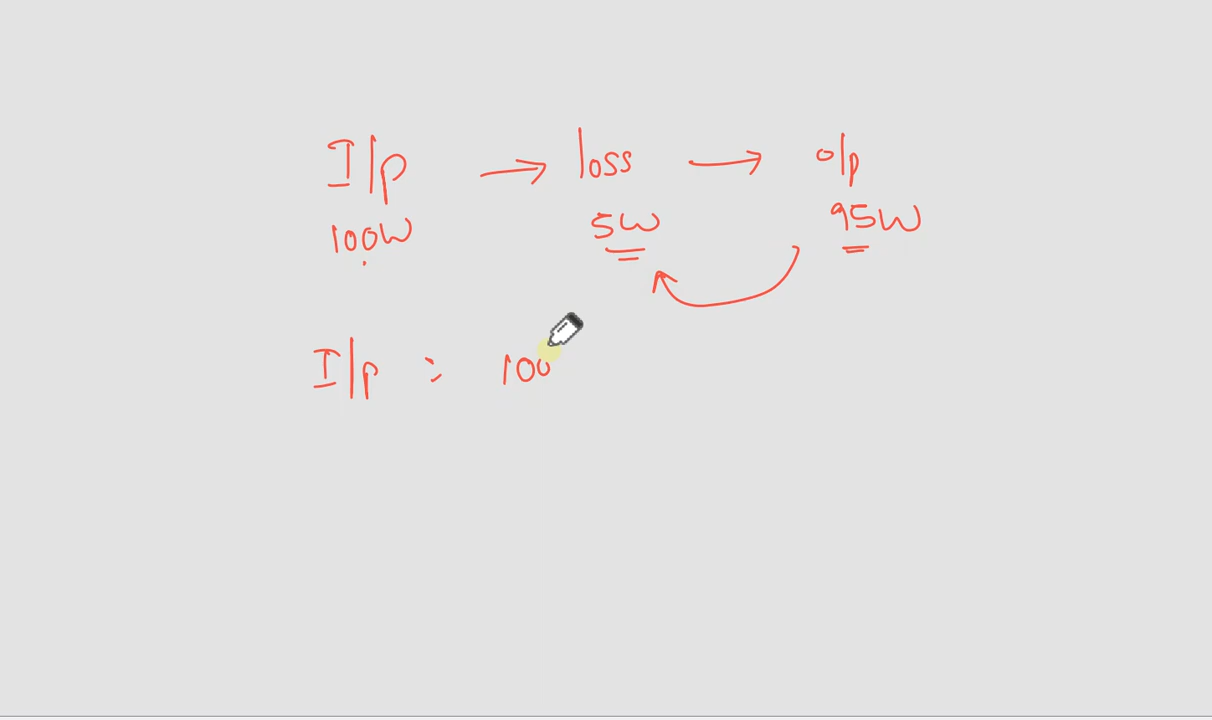 I/p → loss → o/p
100W 5W 95W
I/p : 100